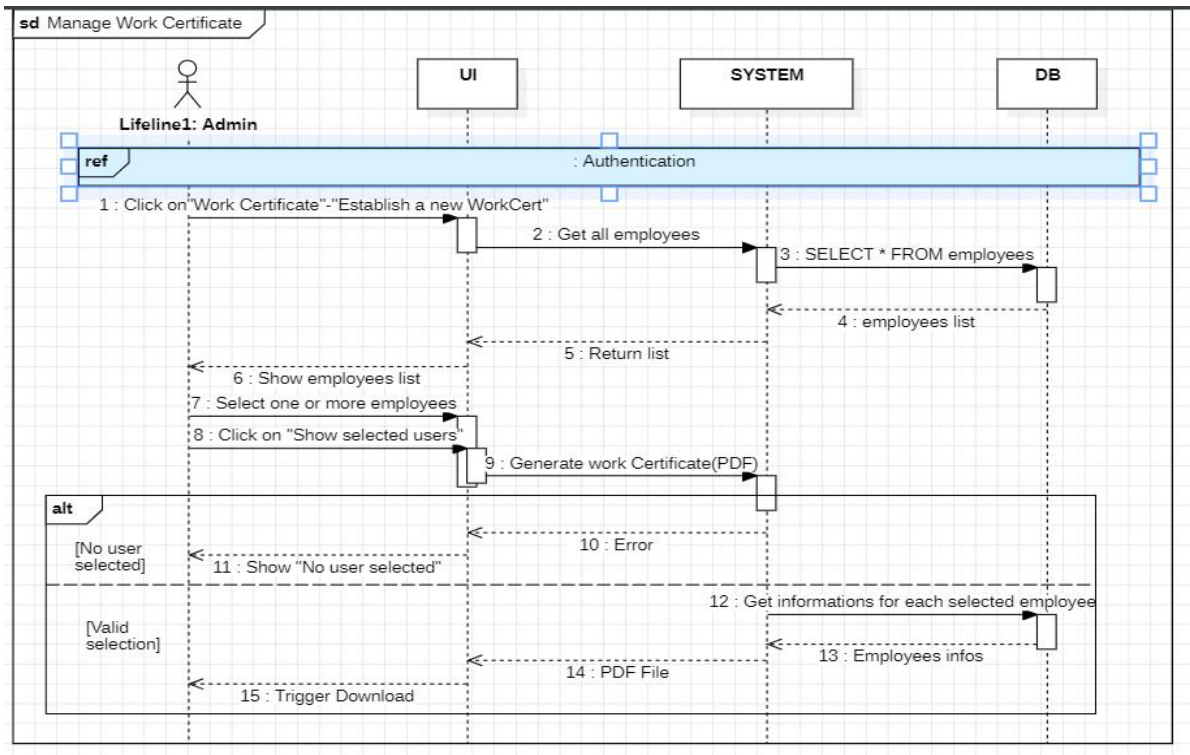 sd Manage Work Certificate
UI
SYSTEM
DB
Lifeline1: Admin
ref
: Authentication
1 : Click on"Work Certificate"-"Establish a new WorkCert"
2 : Get all employees
3 : SELECT * FROM employees
4 : employees list
5 : Return list
6 : Show employees list
7 : Select one or more employees
8 : Click on "Show selected users"
9 : Generate work Certificate(PDF)
alt
10 : Error
[No user
selected]
11 : Show "No user selected"
12 : Get informations for each selected employee
[Valid
selection]
13 : Employees infos
14 : PDF File
15 : Trigger Download